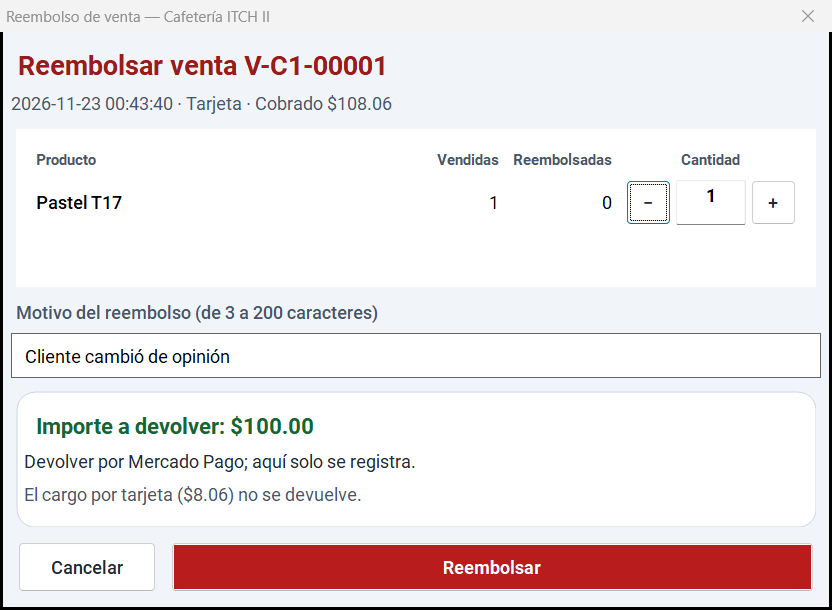 Reembolso de venta — Cafetería ITCH II
Reembolsar venta V-C1-00001
2026-11-23 00:43:40 · Tarjeta · Cobrado $108.06
Producto Vendidas Reembolsadas Cantidad
Pastel T17 1 0 − 1 +
Motivo del reembolso (de 3 a 200 caracteres)
Cliente cambió de opinión
Importe a devolver: $100.00
Devolver por Mercado Pago; aquí solo se registra.
El cargo por tarjeta ($8.06) no se devuelve.
Cancelar Reembolsar